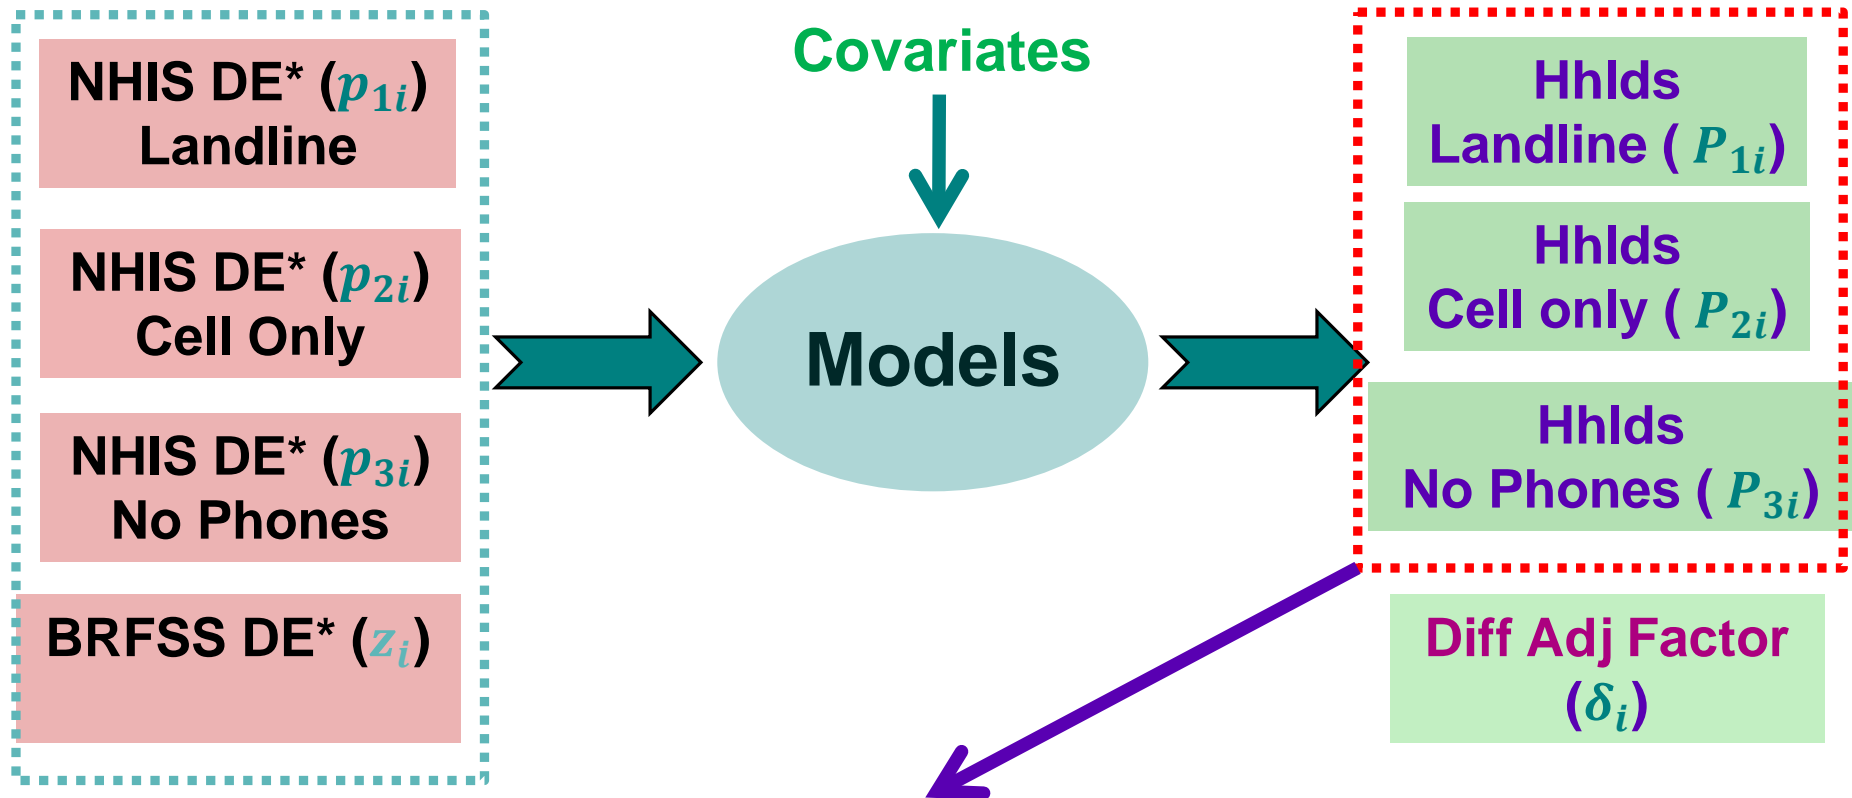 NHIS DE* (p₁ᵢ)
Landline
NHIS DE* (p₂ᵢ)
Cell Only
NHIS DE* (p₃ᵢ)
No Phones
BRFSS DE* (zᵢ)
Covariates
Models
Hhlds
Landline ( P₁ᵢ)
Hhlds
Cell only ( P₂ᵢ)
Hhlds
No Phones ( P₃ᵢ)
Diff Adj Factor
(δᵢ)